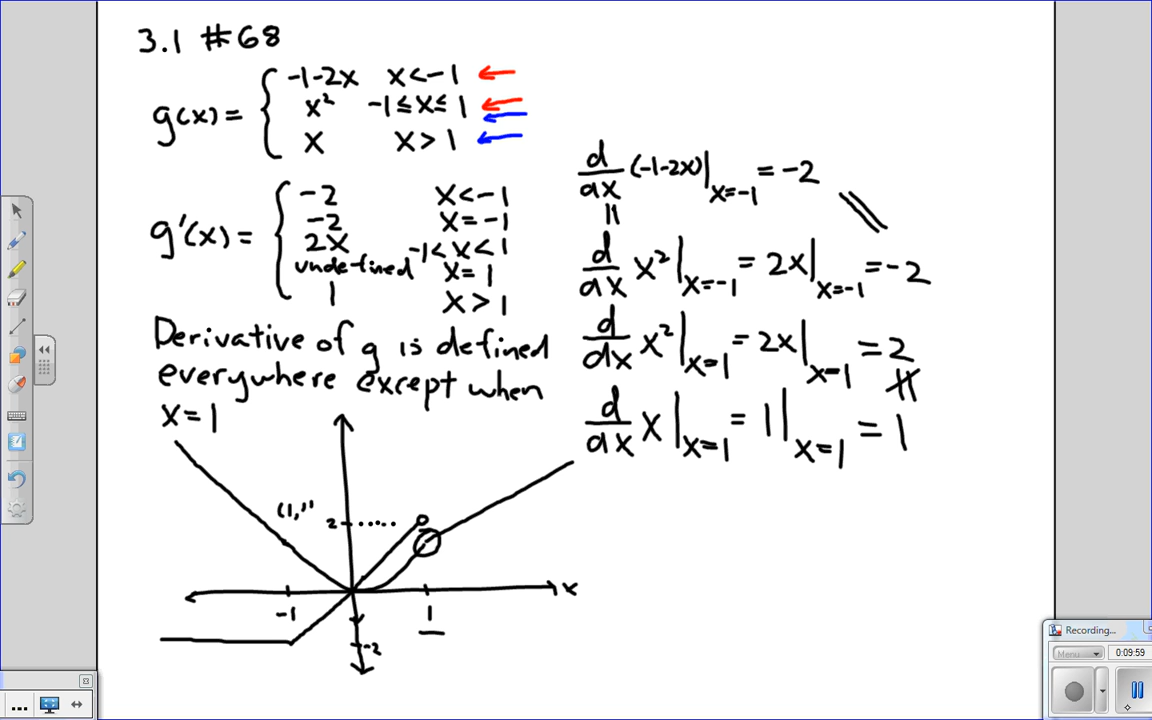 3.1 #68
g(x) = { -1-2x x<-1
x² -1≤x≤1
x x>1
g'(x) = { -2 x<-1
-2 x=-1
2x -1<x<1
undefined x=1
1 x>1
Derivative of g is defined
everywhere except when
x=1
d/dx (-1-2x)|x=-1 = -2
=
d/dx x²|x=-1 = 2x|x=-1 = -2
d/dx x²|x=1 = 2x|x=1 = 2
≠
d/dx x|x=1 = 1|x=1 = 1
(1,1)
2
x
-1
1
-2
Recording...
Menu
0:09:59
...